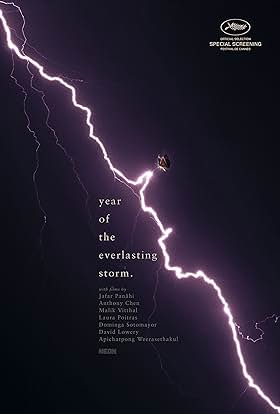 OFFICIAL SELECTION
SPECIAL SCREENING
FESTIVAL DE CANNES
year
of
the
everlasting
storm.
with films by
Jafar Panahi
Anthony Chen
Malik Vitthal
Laura Poitras
Dominga Sotomayor
David Lowery
Apichatpong Weerasethakul
NEON